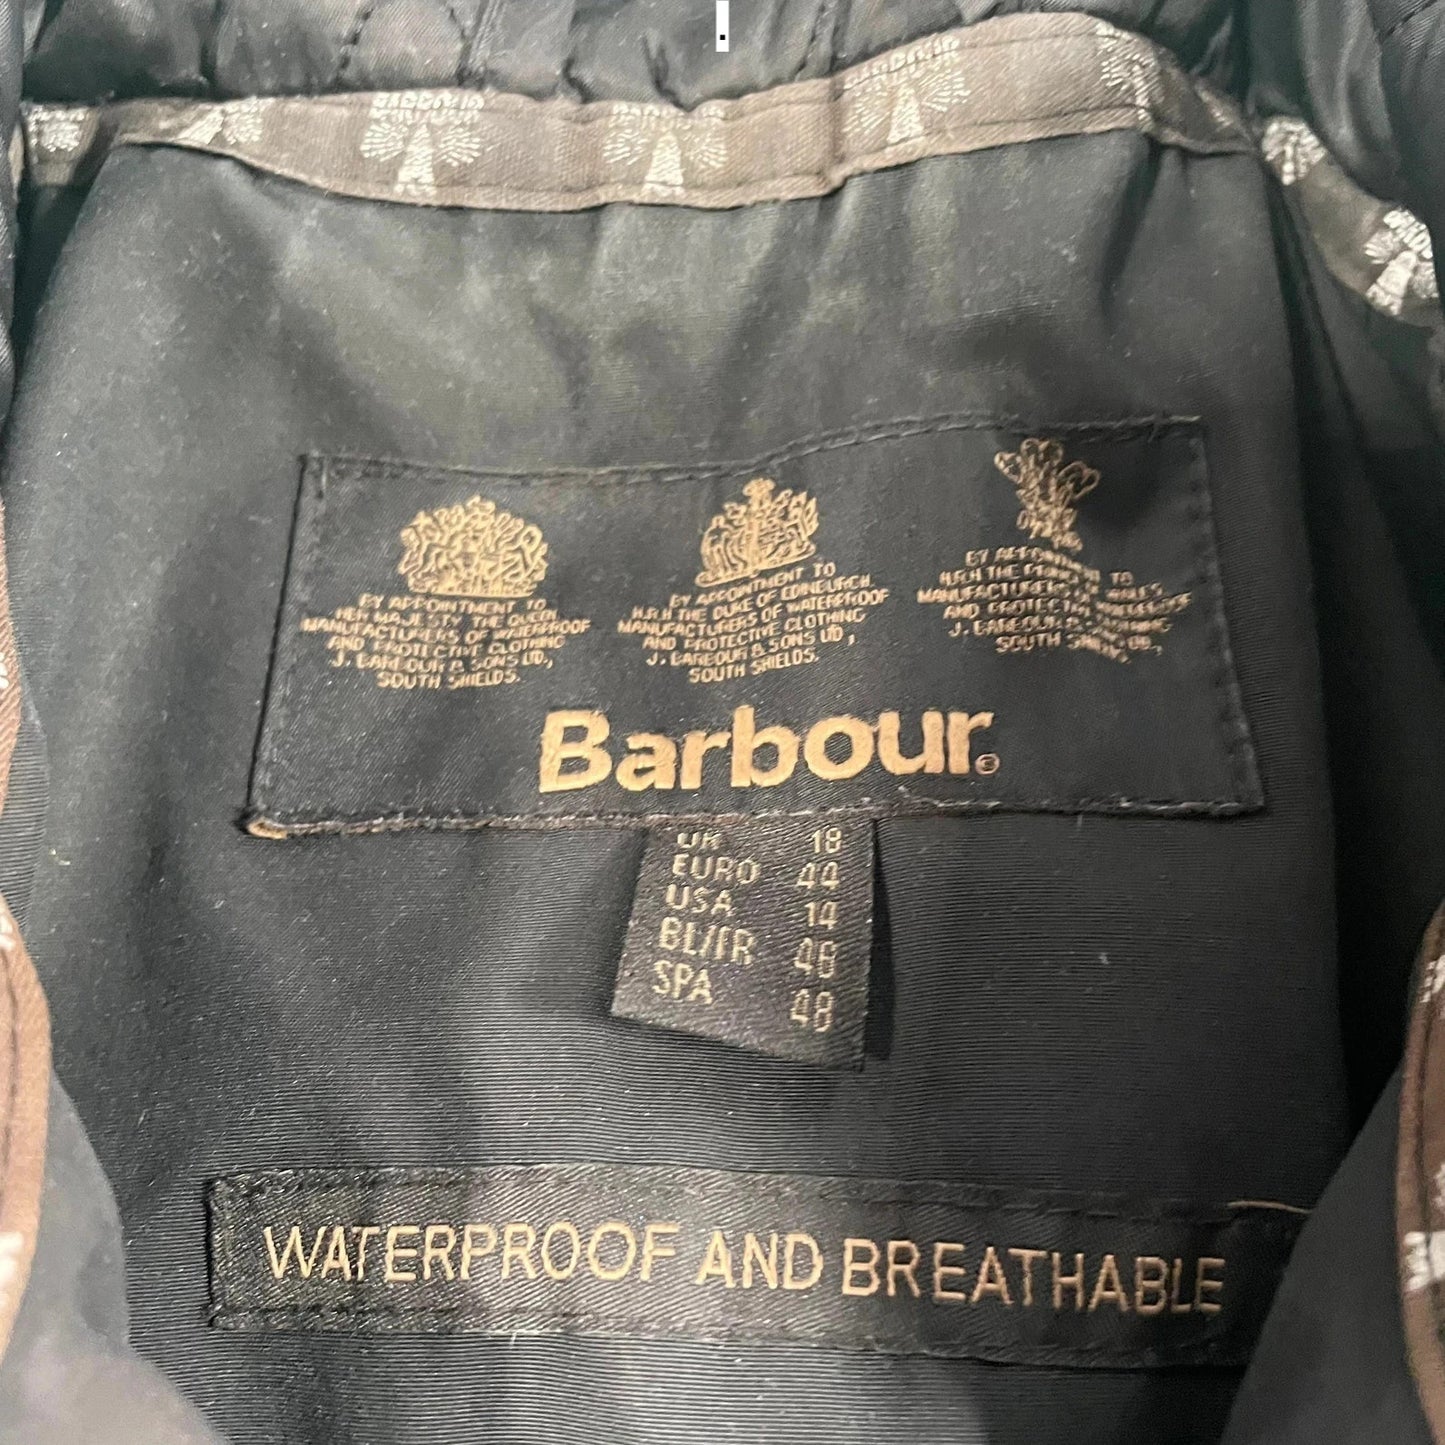 .
BY APPOINTMENT TO
HER MAJESTY THE QUEEN
MANUFACTURERS OF WATERPROOF
AND PROTECTIVE CLOTHING
J. BARBOUR & SONS LTD.,
SOUTH SHIELDS.
BY APPOINTMENT TO
H.R.H THE DUKE OF EDINBURGH
MANUFACTURERS OF WATERPROOF
AND PROTECTIVE CLOTHING
J. BARBOUR & SONS LTD.,
SOUTH SHIELDS.
BY APPOINTMENT TO
H.R.H THE PRINCE OF WALES
MANUFACTURERS OF WATERPROOF
AND PROTECTIVE CLOTHING
J. BARBOUR & SONS LTD.,
SOUTH SHIELDS.
Barbour®
UK 18
EURO 44
USA 14
BL/FR 46
SPA 48
WATERPROOF AND BREATHABLE